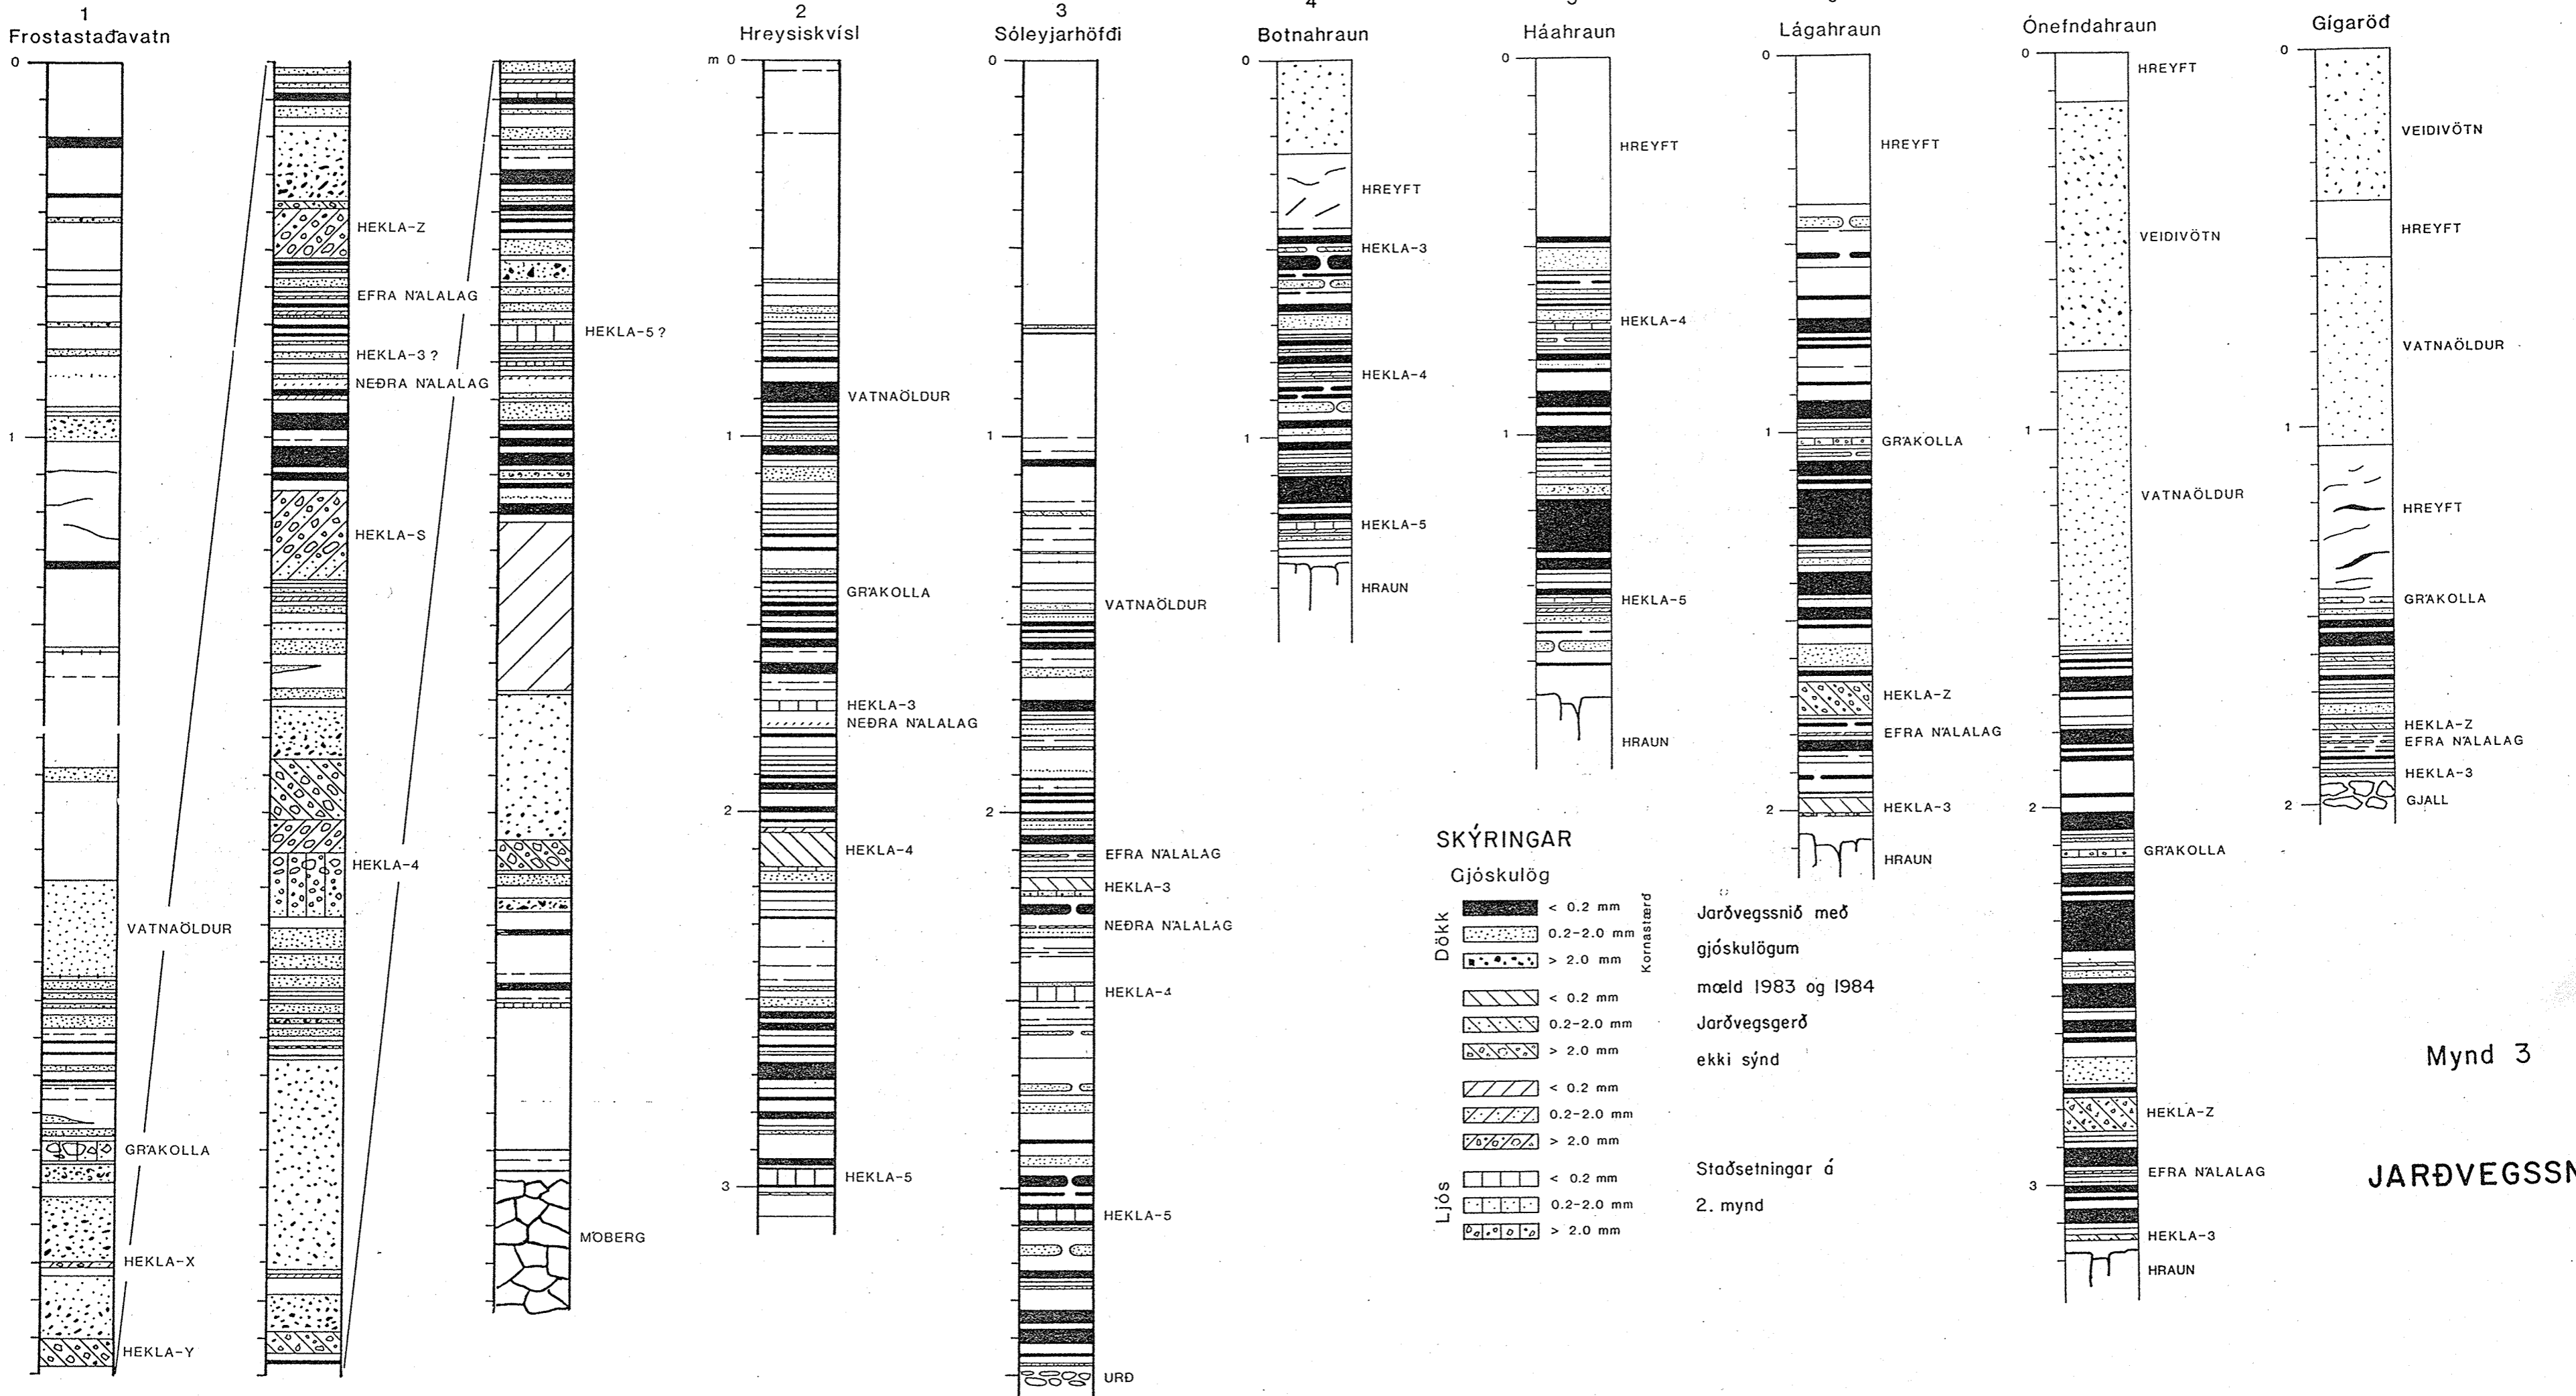 1
Frostastaðavatn
0
1
VATNAÖLDUR
GRÁKOLLA
HEKLA-X
HEKLA-Y
HEKLA-Z
EFRA NÁLALAG
HEKLA-3 ?
NEÐRA NÁLALAG
HEKLA-S
HEKLA-4
HEKLA-5 ?
MÓBERG
2
Hreysiskvísl
m 0
VATNAÖLDUR
1
GRÁKOLLA
HEKLA-3
NEÐRA NÁLALAG
2
HEKLA-4
HEKLA-5
3
3
Sóleyjarhöfði
0
1
VATNAÖLDUR
2
EFRA NÁLALAG
HEKLA-3
NEÐRA NÁLALAG
HEKLA-4
HEKLA-5
URÐ
4
Botnahraun
0
HREYFT
HEKLA-3
HEKLA-4
1
HEKLA-5
HRAUN
Háahraun
0
HREYFT
HEKLA-4
1
HEKLA-5
HRAUN
Lágahraun
0
HREYFT
1
GRÁKOLLA
HEKLA-Z
EFRA NÁLALAG
2
HEKLA-3
HRAUN
Ónefndahraun
0
HREYFT
VEIDIVÖTN
1
VATNAÖLDUR
2
GRÁKOLLA
HEKLA-Z
EFRA NÁLALAG
3
HEKLA-3
HRAUN
Gígaröð
0
VEIDIVÖTN
HREYFT
VATNAÖLDUR
1
HREYFT
GRÁKOLLA
HEKLA-Z
EFRA NÁLALAG
HEKLA-3
2
GJALL
SKÝRINGAR
Gjóskulög
Dökk
Kornastærð
< 0.2 mm
0.2-2.0 mm
> 2.0 mm
< 0.2 mm
0.2-2.0 mm
> 2.0 mm
< 0.2 mm
0.2-2.0 mm
> 2.0 mm
Ljós
< 0.2 mm
0.2-2.0 mm
> 2.0 mm
Jarðvegssnið með
gjóskulögum
mæld 1983 og 1984
Jarðvegsgerð
ekki sýnd
Staðsetningar á
2. mynd
Mynd 3
JARÐVEGSSN